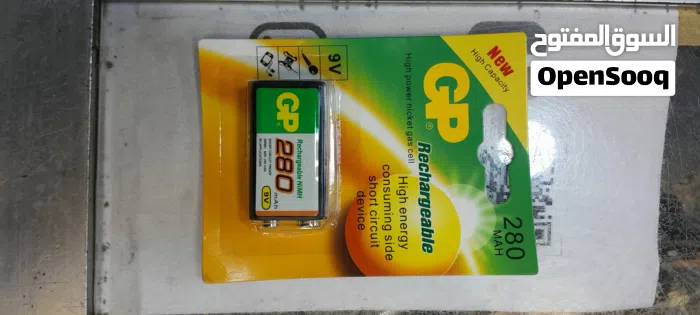 السوق المفتوح
OpenSooq
New
High Capacity
9V
GP
Rechargeable
High power nicket gas cell
High energy
consuming side
short circuit
device
280
MAH
GP
Rechargeable NiMH
280
mAh
9V